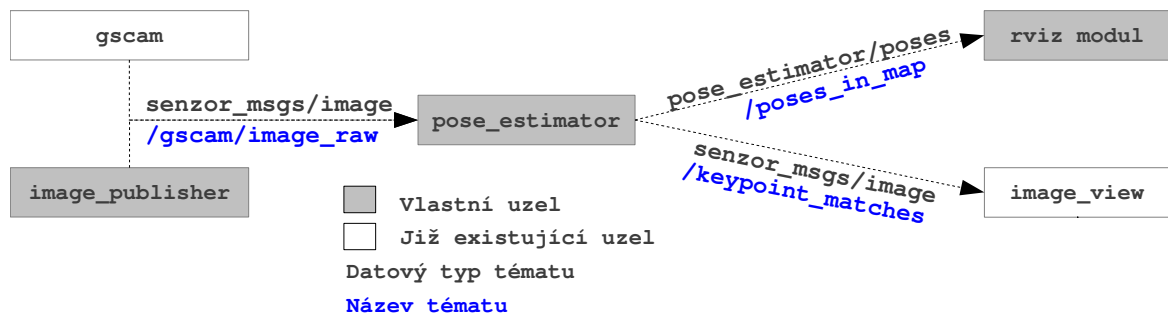 gscam
rviz modul
pose_estimator/poses
/poses_in_map
senzor_msgs/image
/gscam/image_raw
pose_estimator
senzor_msgs/image
/keypoint_matches
image_publisher
image_view
Vlastní uzel
Již existující uzel
Datový typ tématu
Název tématu